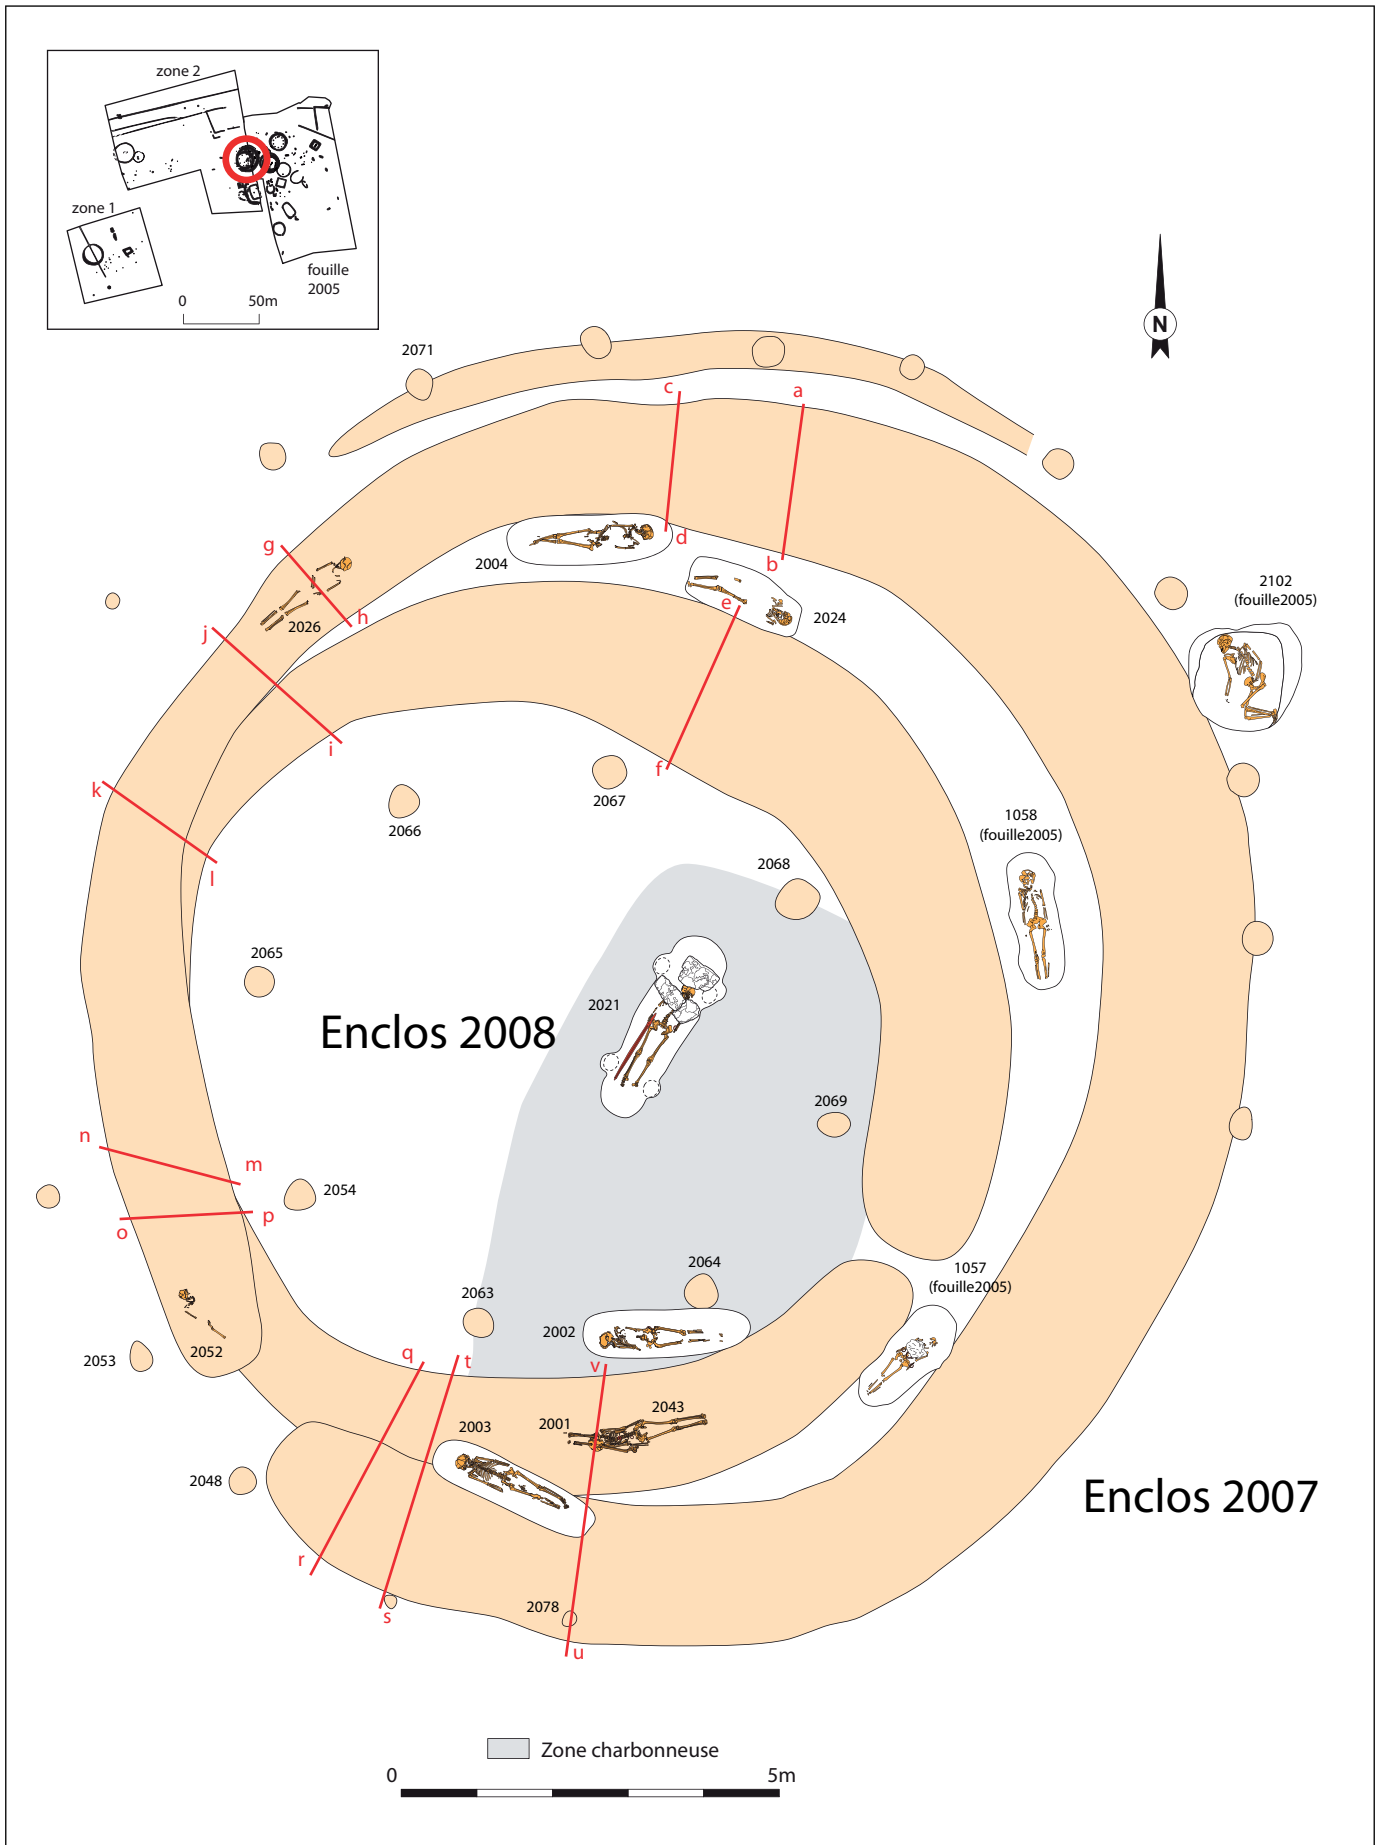 zone 2
zone 1
fouille
2005
0
50m
N
2071
c
a
2102
(fouille2005)
g
d
2004
b
e
2024
h
j
2026
i
f
k
2067
2066
1058
(fouille2005)
l
2068
2065
2021
Enclos 2008
2069
n
m
2054
p
o
2064
1057
(fouille2005)
2063
2002
2053
2052
q
t
v
2003
2001
2043
2048
Enclos 2007
r
s
2078
u
Zone charbonneuse
0
5m